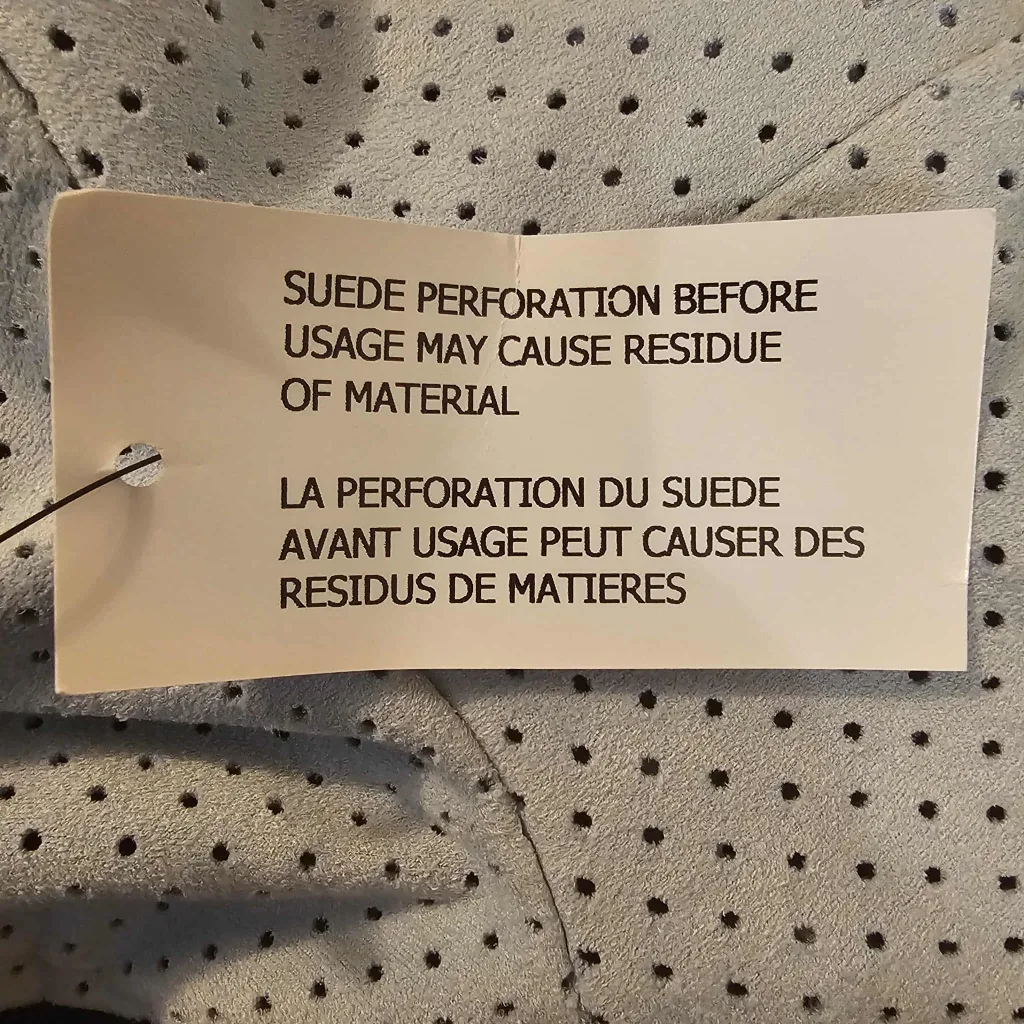 SUEDE PERFORATION BEFORE
USAGE MAY CAUSE RESIDUE
OF MATERIAL
LA PERFORATION DU SUEDE
AVANT USAGE PEUT CAUSER DES
RESIDUS DE MATIERES